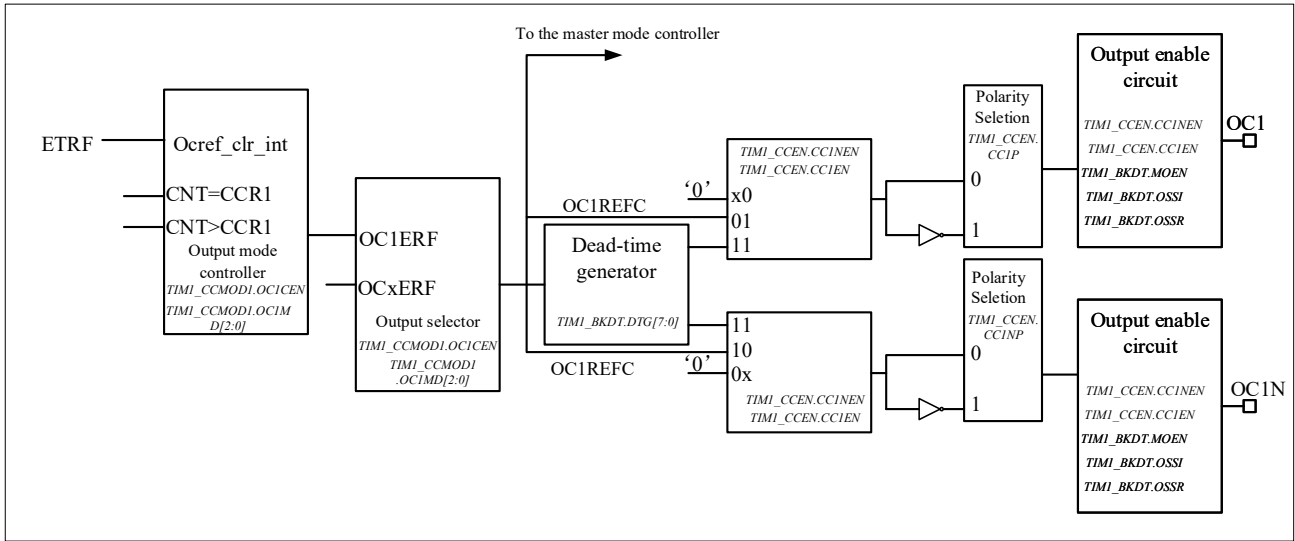 To the master mode controller
ETRF
Ocref_clr_int
CNT=CCR1
CNT>CCR1
Output mode
controller
TIM1_CCMOD1.OC1CEN
TIM1_CCMOD1.OC1M
D[2:0]
OC1ERF
OCxERF
Output selector
TIM1_CCMOD1.OC1CEN
TIM1_CCMOD1
.OC1MD[2:0]
OC1REFC
Dead-time
generator
TIM1_BKDT.DTG[7:0]
OC1REFC
TIM1_CCEN.CC1NEN
TIM1_CCEN.CC1EN
‘0’
x0
01
11
11
10
‘0’
0x
TIM1_CCEN.CC1NEN
TIM1_CCEN.CC1EN
Polarity
Seletion
TIM1_CCEN.
CC1P
0
1
Polarity
Seletion
TIM1_CCEN.
CC1NP
0
1
Output enable
circuit
TIM1_CCEN.CC1NEN
TIM1_CCEN.CC1EN
TIM1_BKDT.MOEN
TIM1_BKDT.OSSI
TIM1_BKDT.OSSR
OC1
Output enable
circuit
TIM1_CCEN.CC1NEN
TIM1_CCEN.CC1EN
TIM1_BKDT.MOEN
TIM1_BKDT.OSSI
TIM1_BKDT.OSSR
OC1N